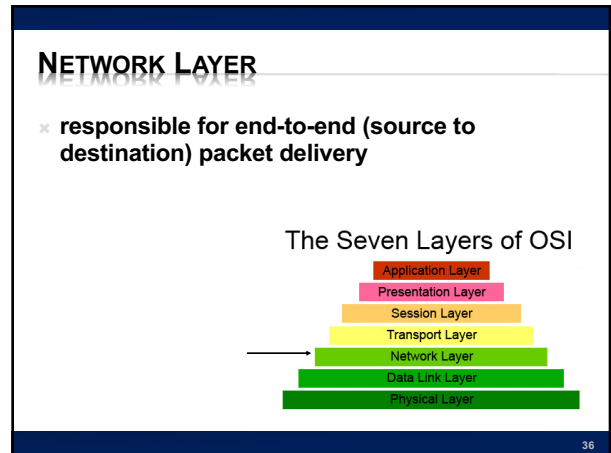 NETWORK LAYER
responsible for end-to-end (source to
destination) packet delivery
The Seven Layers of OSI
Application Layer
Presentation Layer
Session Layer
Transport Layer
Network Layer
Data Link Layer
Physical Layer
36